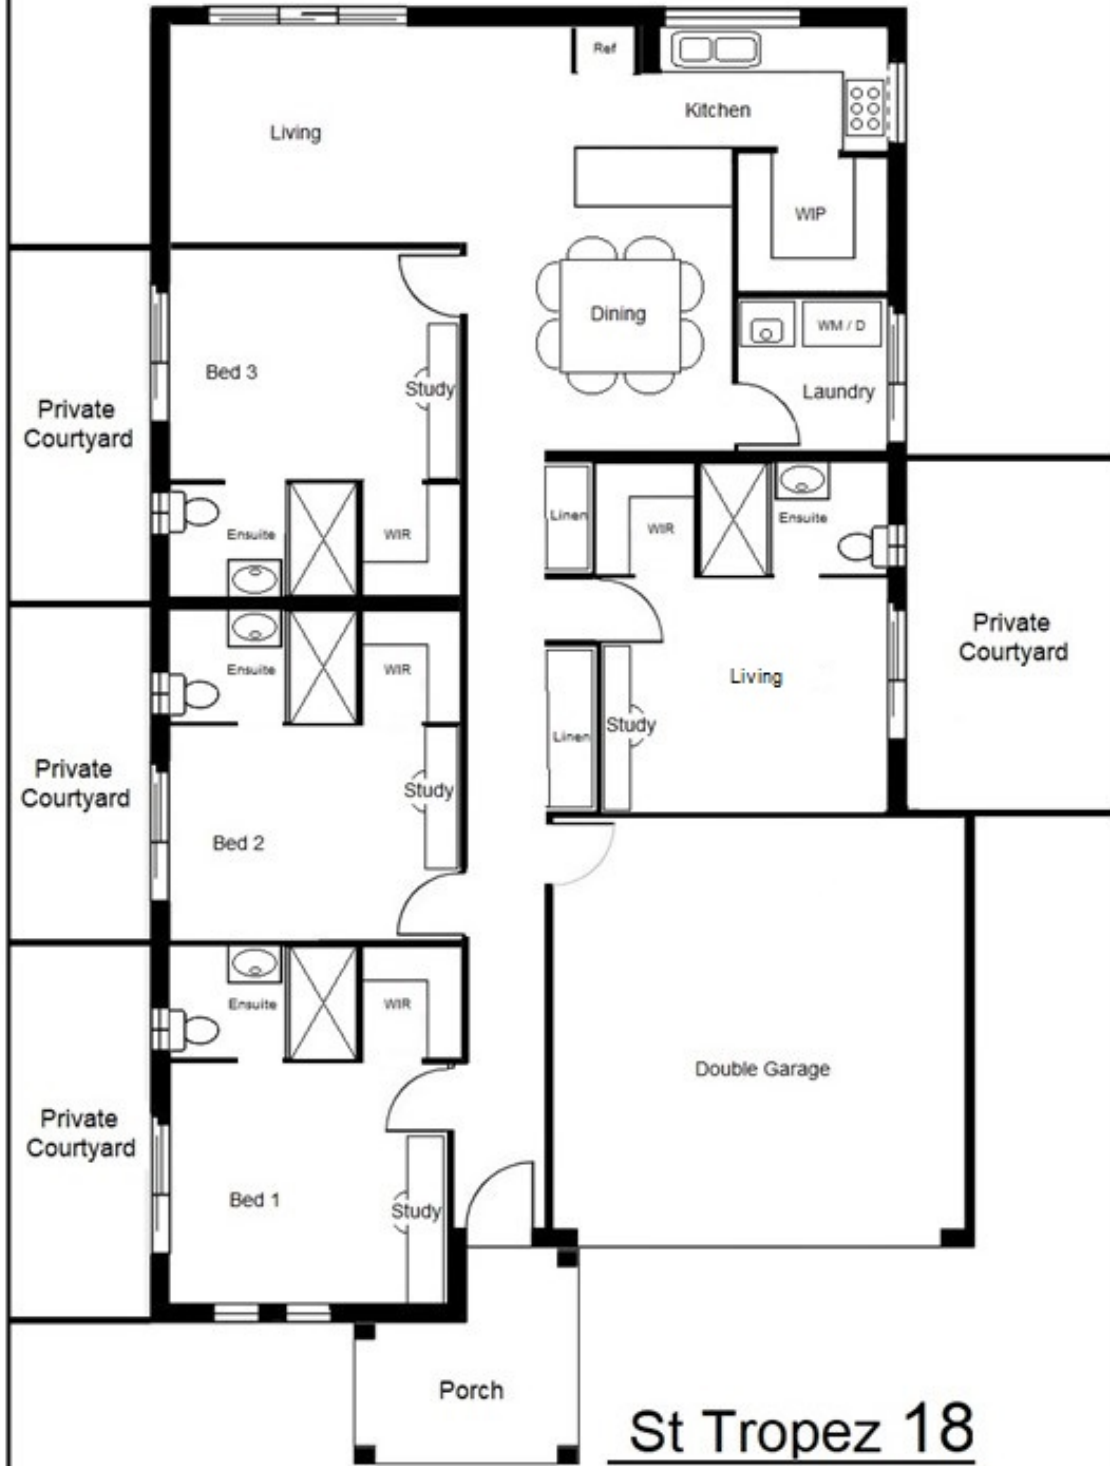 Ref
Kitchen
Living
WIP
Dining
WM / D
Laundry
Bed 3
Study
Private
Courtyard
Ensuite
WIR
Linen
WIR
Ensuite
Private
Courtyard
Living
Study
Linen
Ensuite
WIR
Private
Courtyard
Study
Bed 2
Ensuite
WIR
Double Garage
Private
Courtyard
Bed 1
Study
Porch
St Tropez 18